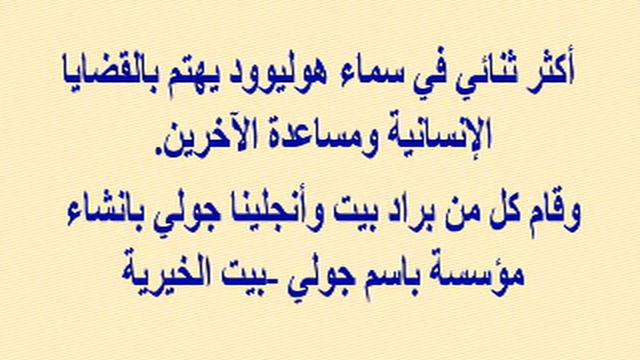 أكثر ثنائي في سماء هوليوود يهتم بالقضايا
الإنسانية ومساعدة الآخرين.
وقام كل من براد بيت وأنجلينا جولي بانشاء
مؤسسة باسم جولي -بيت الخيرية